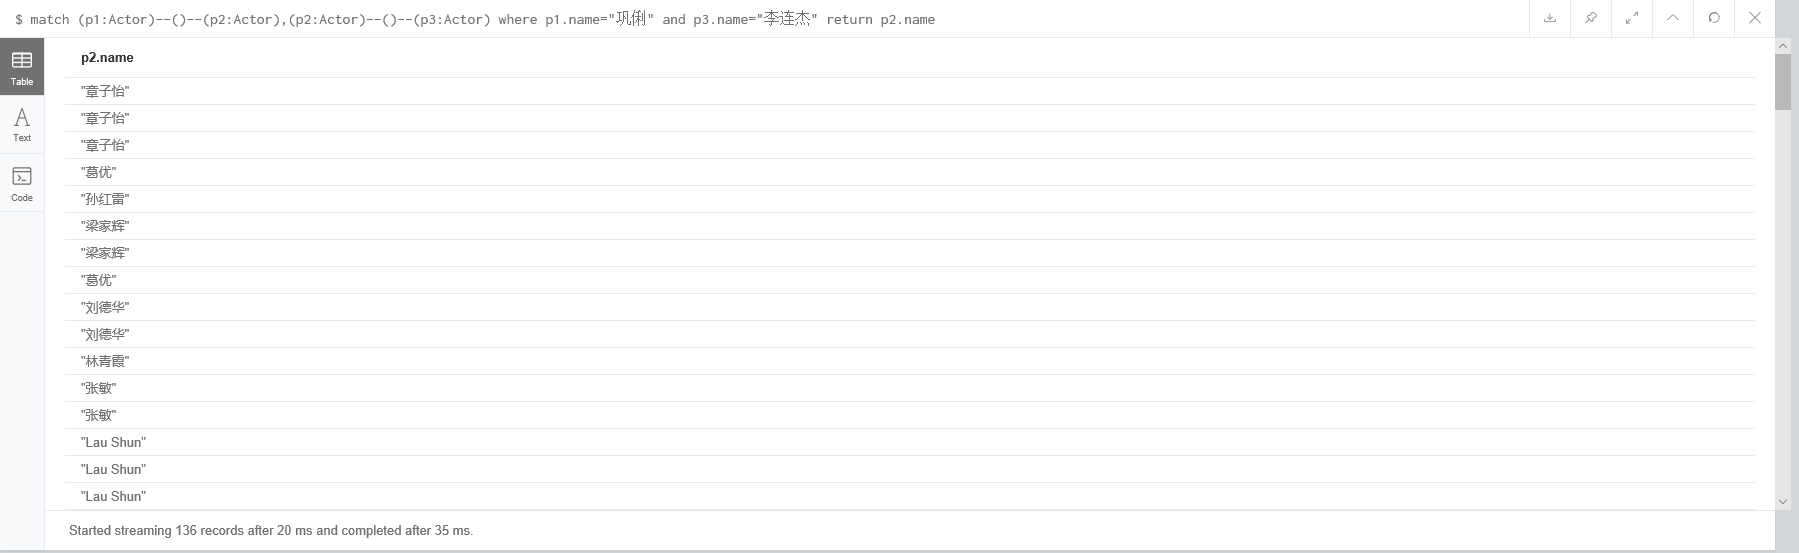 $ match (p1:Actor)--()--(p2:Actor),(p2:Actor)--()--(p3:Actor) where p1.name="巩俐" and p3.name="李连杰" return p2.name
Table
Text
Code
p2.name
"章子怡"
"章子怡"
"章子怡"
"葛优"
"孙红雷"
"梁家辉"
"梁家辉"
"葛优"
"刘德华"
"刘德华"
"林青霞"
"张敏"
"张敏"
"Lau Shun"
"Lau Shun"
"Lau Shun"
Started streaming 136 records after 20 ms and completed after 35 ms.